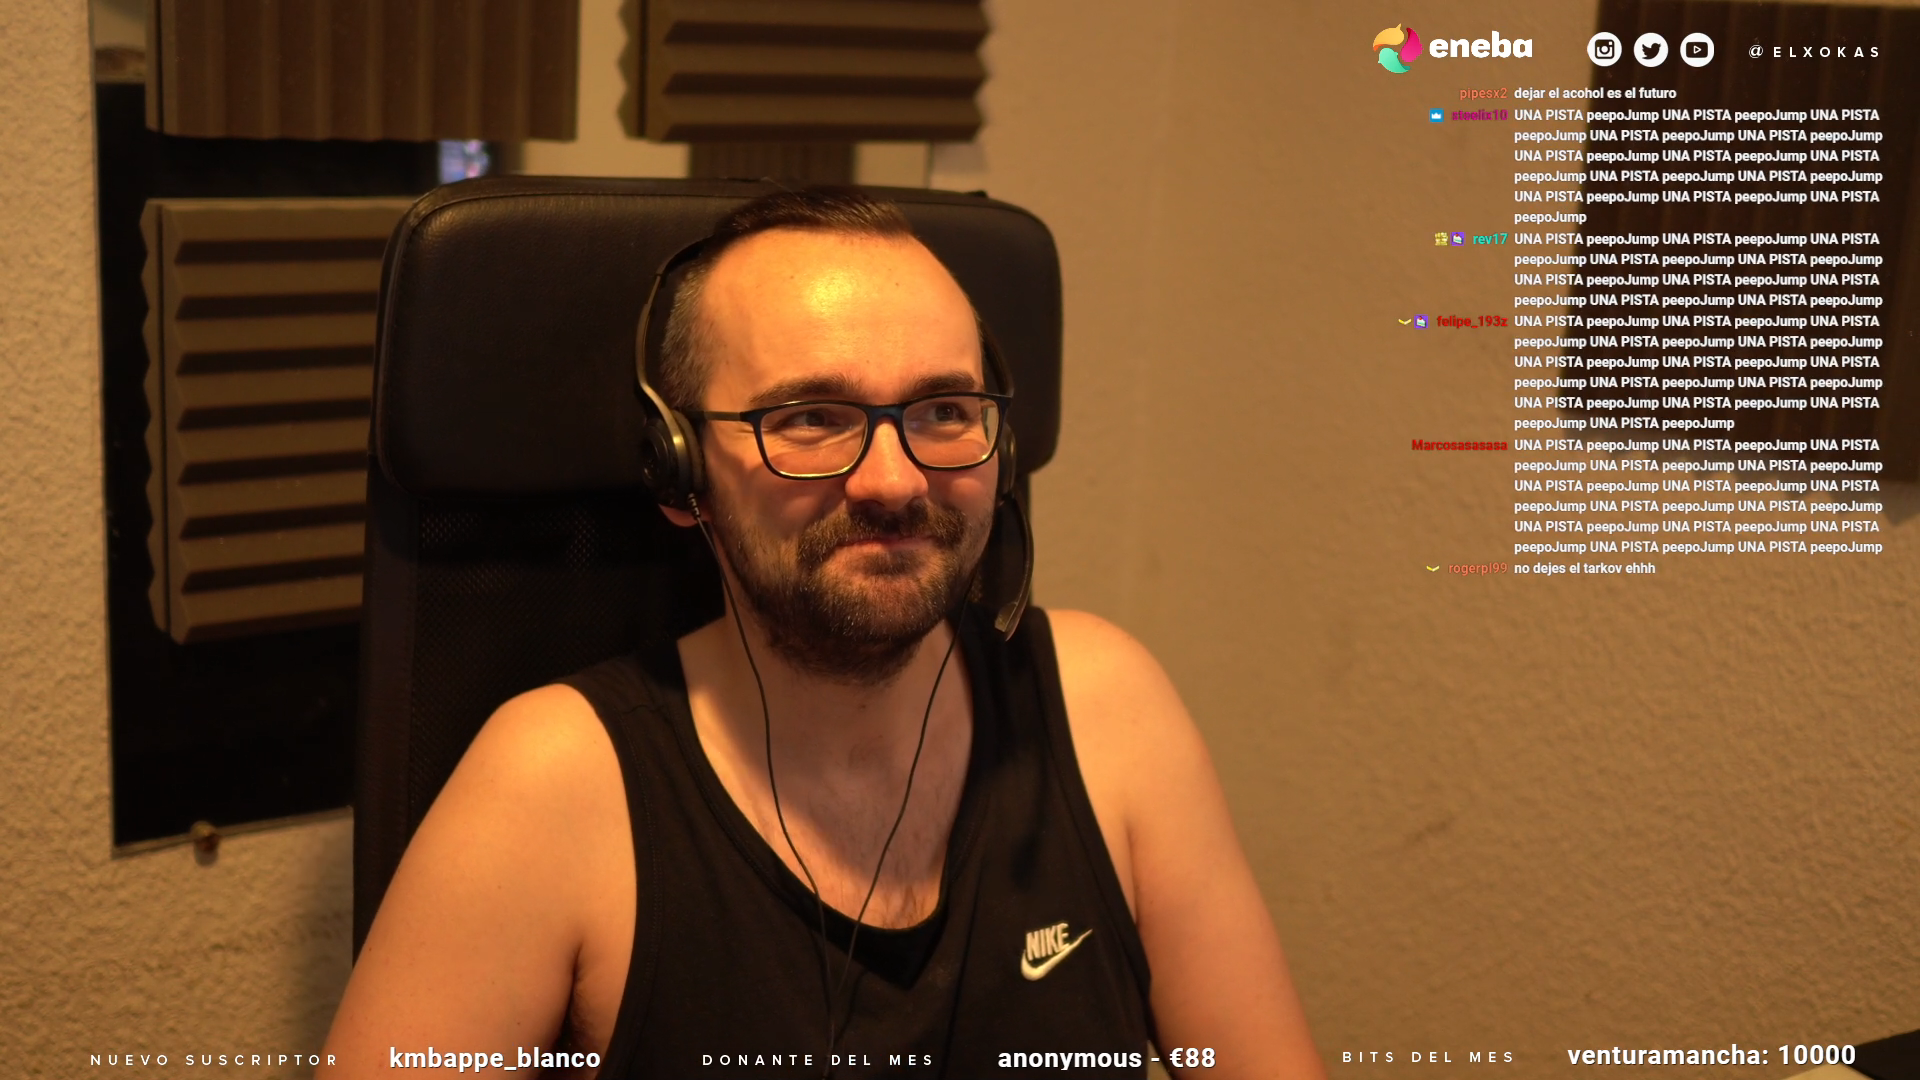 eneba
@ELXOKAS
pipesx2 dejar el acohol es el futuro
steelix10 UNA PISTA peepoJump UNA PISTA peepoJump UNA PISTA
peepoJump UNA PISTA peepoJump UNA PISTA peepoJump
UNA PISTA peepoJump UNA PISTA peepoJump UNA PISTA
peepoJump UNA PISTA peepoJump UNA PISTA peepoJump
UNA PISTA peepoJump UNA PISTA peepoJump UNA PISTA
peepoJump
rev17 UNA PISTA peepoJump UNA PISTA peepoJump UNA PISTA
peepoJump UNA PISTA peepoJump UNA PISTA peepoJump
UNA PISTA peepoJump UNA PISTA peepoJump UNA PISTA
peepoJump UNA PISTA peepoJump UNA PISTA peepoJump
felipe_193z UNA PISTA peepoJump UNA PISTA peepoJump UNA PISTA
peepoJump UNA PISTA peepoJump UNA PISTA peepoJump
UNA PISTA peepoJump UNA PISTA peepoJump UNA PISTA
peepoJump UNA PISTA peepoJump UNA PISTA peepoJump
UNA PISTA peepoJump UNA PISTA peepoJump UNA PISTA
peepoJump UNA PISTA peepoJump
Marcosasasasa UNA PISTA peepoJump UNA PISTA peepoJump UNA PISTA
peepoJump UNA PISTA peepoJump UNA PISTA peepoJump
UNA PISTA peepoJump UNA PISTA peepoJump UNA PISTA
peepoJump UNA PISTA peepoJump UNA PISTA peepoJump
UNA PISTA peepoJump UNA PISTA peepoJump UNA PISTA
peepoJump UNA PISTA peepoJump UNA PISTA peepoJump
rogerpl99 no dejes el tarkov ehhh
NIKE
NUEVO SUSCRIPTOR kmbappe_blanco
DONANTE DEL MES anonymous - €88
BITS DEL MES venturamancha: 10000